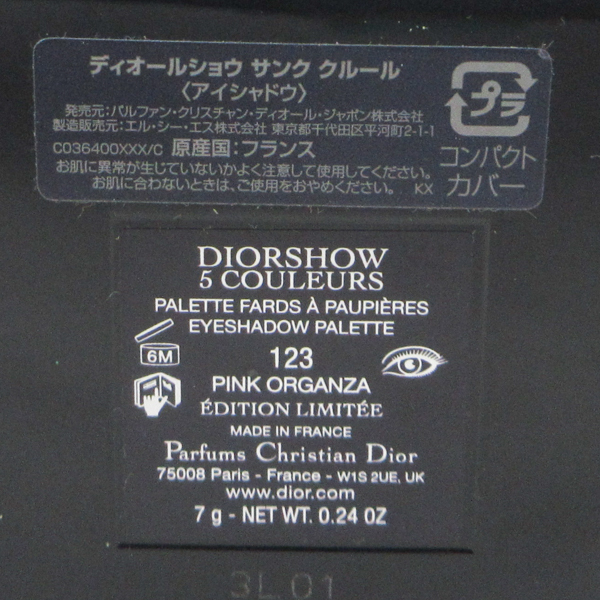 ディオールショウ サンク クルール
〈アイシャドウ〉
発売元:パルファン・クリスチャン・ディオール・ジャポン株式会社
製造販売元:エル・シー・エス株式会社 東京都千代田区平河町2-1-1
C036400XXX/C 原産国:フランス
お肌に異常が生じていないかよく注意して使用してください。
お肌に合わないときは、ご使用をおやめください。 KX
プラ
コンパクト
カバー
DIORSHOW
5 COULEURS
PALETTE FARDS À PAUPIÈRES
EYESHADOW PALETTE
6M
123
PINK ORGANZA
ÉDITION LIMITÉE
MADE IN FRANCE
Parfums Christian Dior
75008 Paris - France - W1S 2UE, UK
www.dior.com
7 g - NET WT. 0.24 OZ
3L01